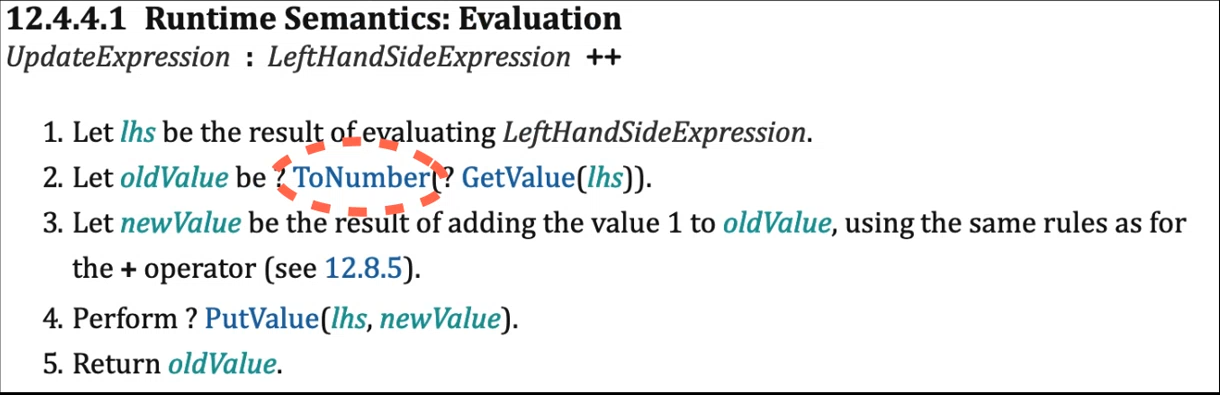 12.4.4.1 Runtime Semantics: Evaluation
UpdateExpression : LeftHandSideExpression ++
1. Let lhs be the result of evaluating LeftHandSideExpression.
2. Let oldValue be ? ToNumber(? GetValue(lhs)).
3. Let newValue be the result of adding the value 1 to oldValue, using the same rules as for
the + operator (see 12.8.5).
4. Perform ? PutValue(lhs, newValue).
5. Return oldValue.